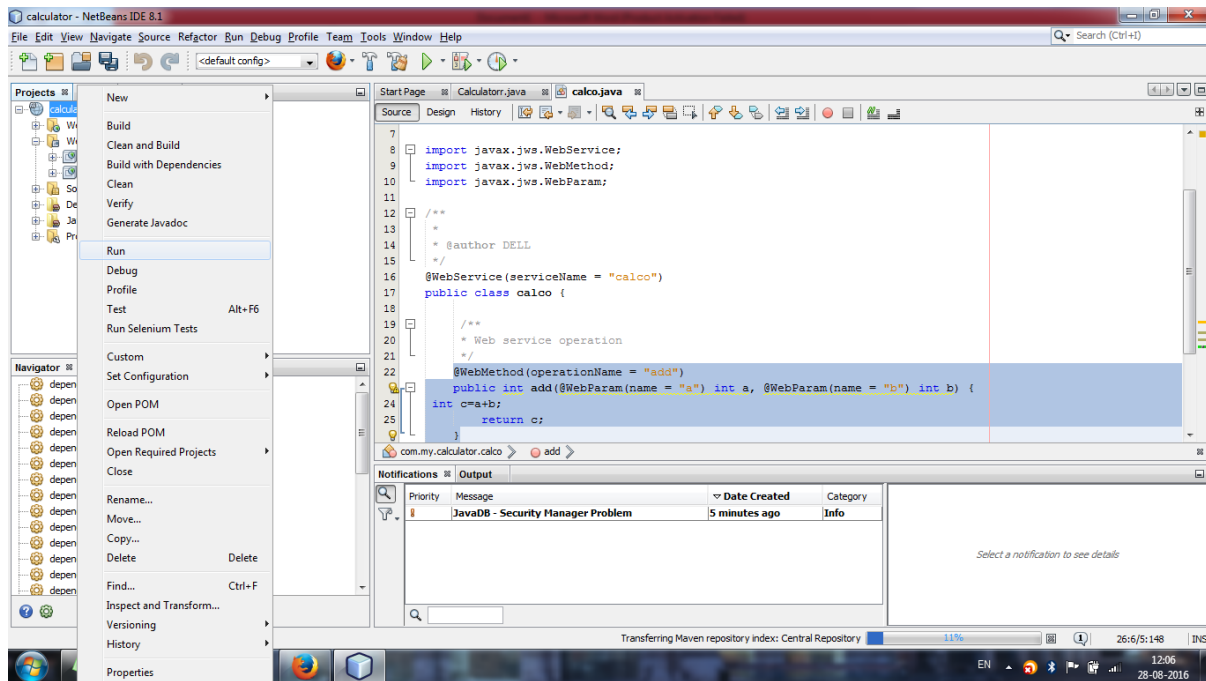 calculator - NetBeans IDE 8.1
File Edit View Navigate Source Refactor Run Debug Profile Team Tools Window Help
Search (Ctrl+I)
<default config>
Projects
New
Build
Clean and Build
Build with Dependencies
Clean
Verify
Generate Javadoc
Run
Debug
Profile
Test Alt+F6
Run Selenium Tests
Custom
Set Configuration
Open POM
Reload POM
Open Required Projects
Close
Rename...
Move...
Copy...
Delete Delete
Find... Ctrl+F
Inspect and Transform...
Versioning
History
Properties
Navigator
Start Page Calculatorr.java calco.java
Source Design History
7
8 import javax.jws.WebService;
9 import javax.jws.WebMethod;
10 import javax.jws.WebParam;
11
12 /**
13 *
14 * @author DELL
15 */
16 @WebService(serviceName = "calco")
17 public class calco {
18
19 /**
20 * Web service operation
21 */
22 @WebMethod(operationName = "add")
public int add(@WebParam(name = "a") int a, @WebParam(name = "b") int b) {
24 int c=a+b;
25 return c;
}
com.my.calculator.calco add
Notifications Output
Priority Message Date Created Category
JavaDB - Security Manager Problem 5 minutes ago Info
Select a notification to see details
Transferring Maven repository index: Central Repository 11% 1 26:6/5:148 INS
EN 12:06
28-08-2016